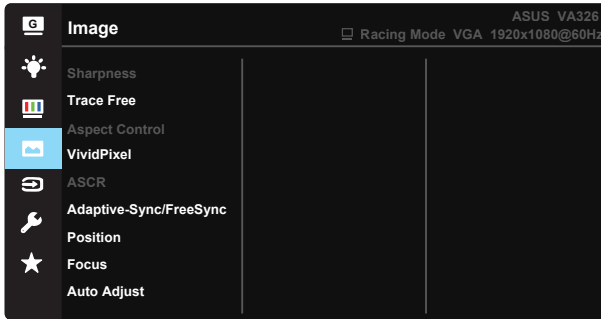 G
Image
ASUS VA326
Racing Mode VGA 1920x1080@60Hz
Sharpness
Trace Free
Aspect Control
VividPixel
ASCR
Adaptive-Sync/FreeSync
Position
Focus
Auto Adjust